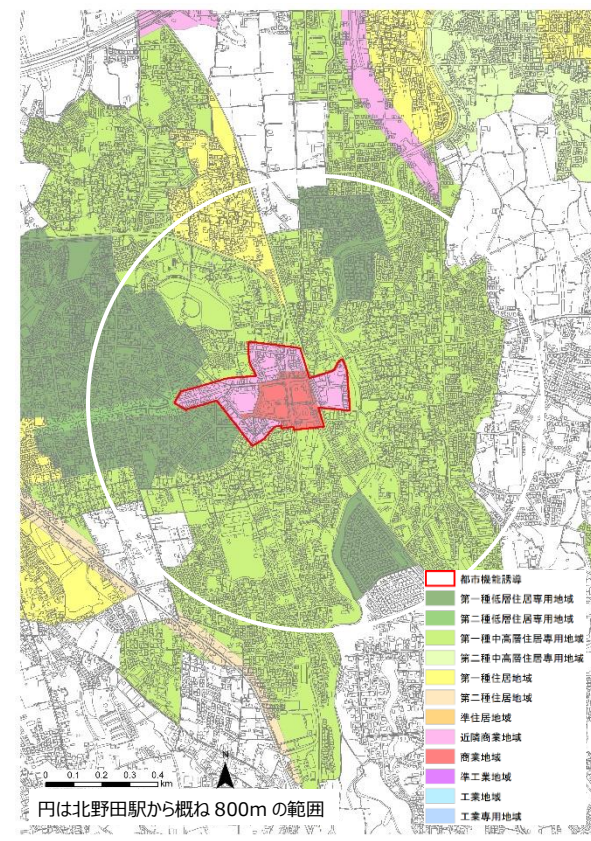 都市機能誘導
第一種低層住居専用地域
第二種低層住居専用地域
第一種中高層住居専用地域
第二種中高層住居専用地域
第一種住居地域
第二種住居地域
準住居地域
近隣商業地域
商業地域
準工業地域
工業地域
工業専用地域
N
0 0.1 0.2 0.3 0.4
km
円は北野田駅から概ね 800m の範囲